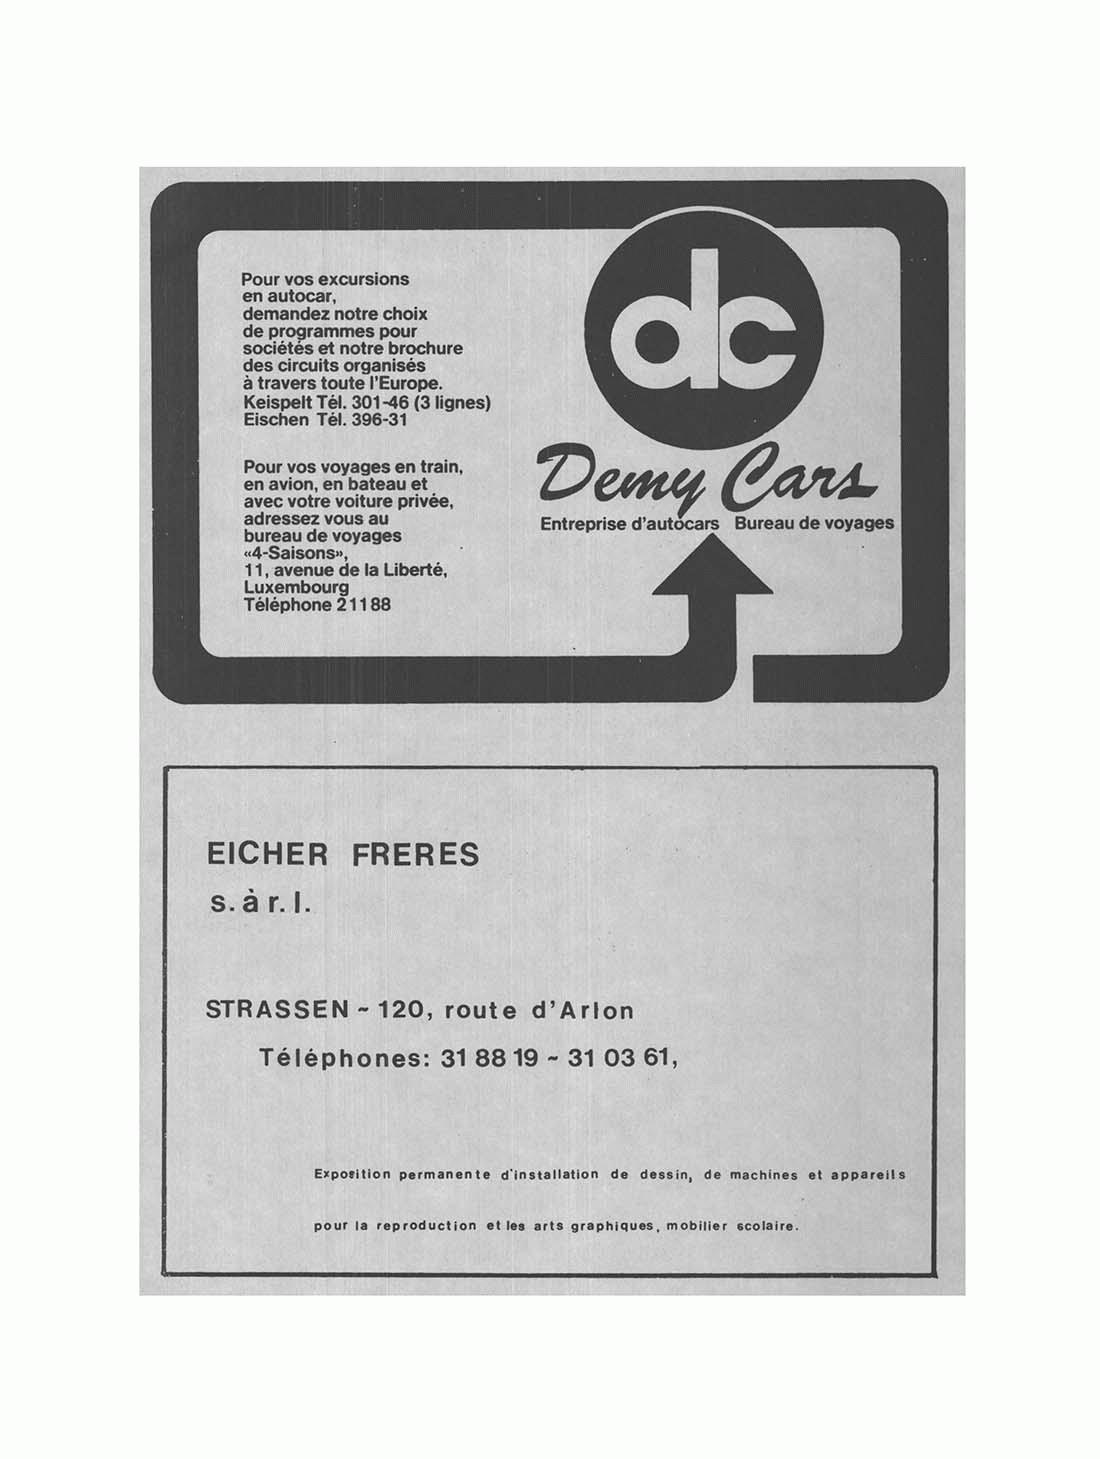 Pour vos excursions
en autocar,
demandez notre choix
de programmes pour
sociétés et notre brochure
des circuits organisés
à travers toute l'Europe.
Keispelt Tél. 301-46 (3 lignes)
Eischen Tél. 396-31
Pour vos voyages en train,
en avion, en bateau et
avec votre voiture privée,
adressez vous au
bureau de voyages
«4-Saisons»,
11, avenue de la Liberté,
Luxembourg
Téléphone 21188
dc
Demy Cars
Entreprise d'autocars Bureau de voyages
EICHER FRERES
s. à r. l.
STRASSEN ~ 120, route d'Arlon
Téléphones: 31 88 19 ~ 31 03 61,
Exposition permanente d'installation de dessin, de machines et appareils
pour la reproduction et les arts graphiques, mobilier scolaire.